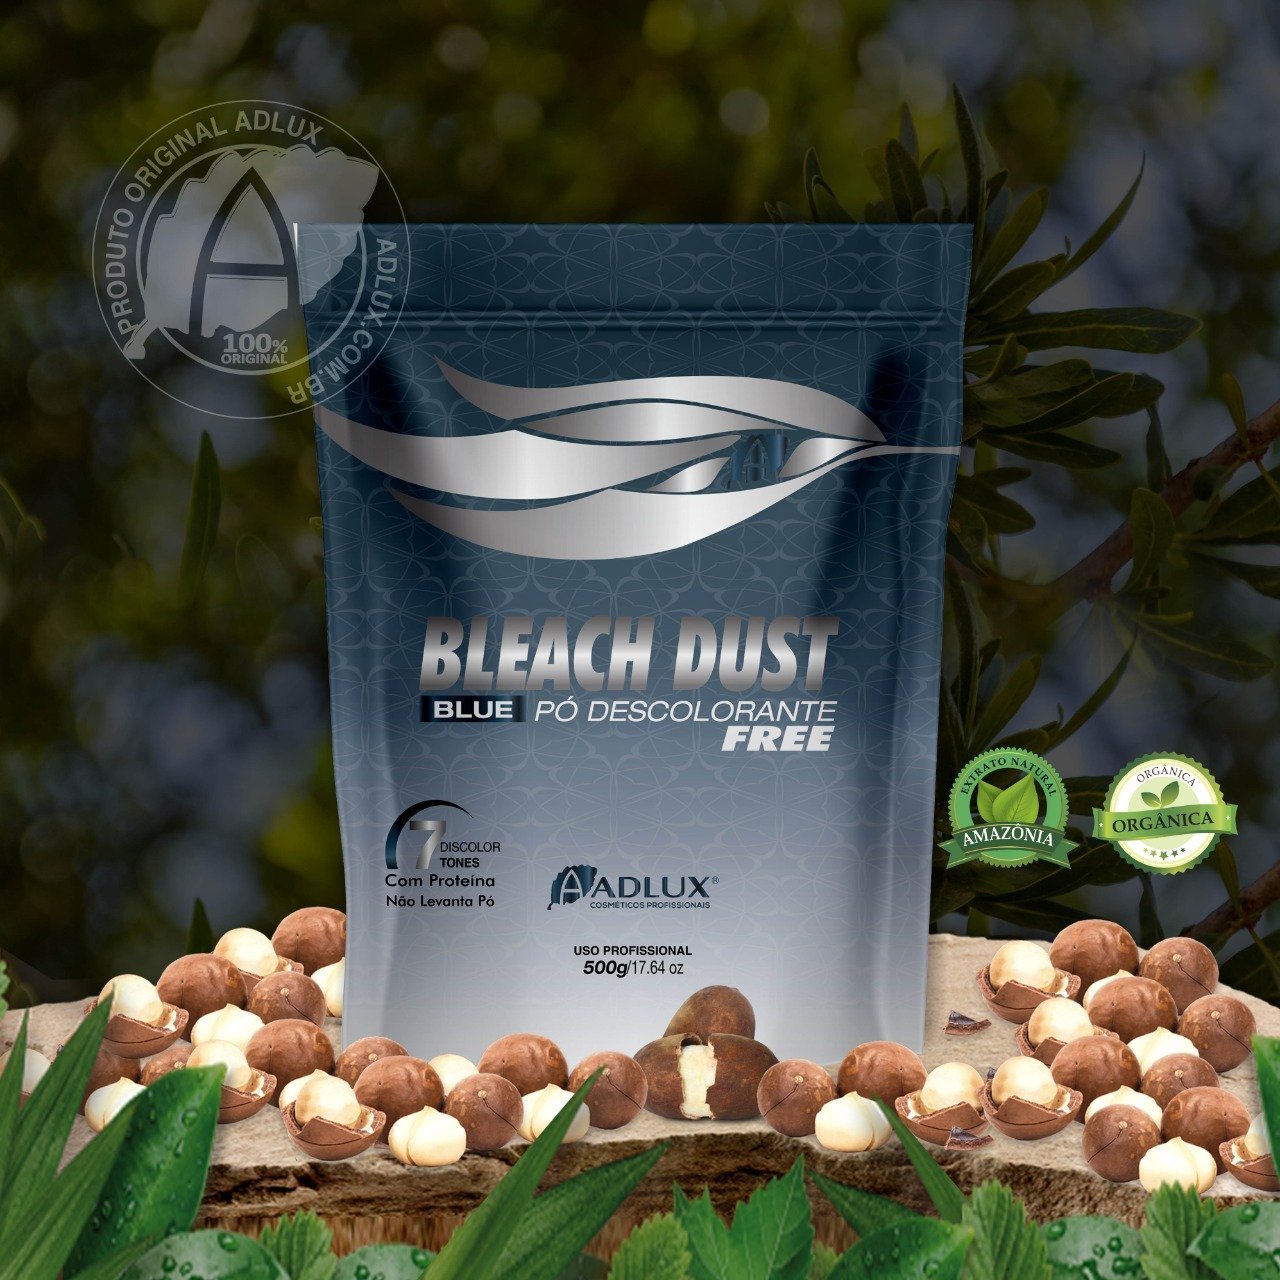 PRODUTO ORIGINAL ADLUX
ADLUX.COM.BR
A
100%
ORIGINAL
A
BLEACH DUST
BLUE PÓ DESCOLORANTE
FREE
7 DISCOLOR
TONES
Com Proteína
Não Levanta Pó
ADLUX®
COSMÉTICOS PROFISSIONAIS
USO PROFISSIONAL
500g/17.64 oz
EXTRATO NATURAL
AMAZÔNIA
ORGÂNICA
ORGÂNICA